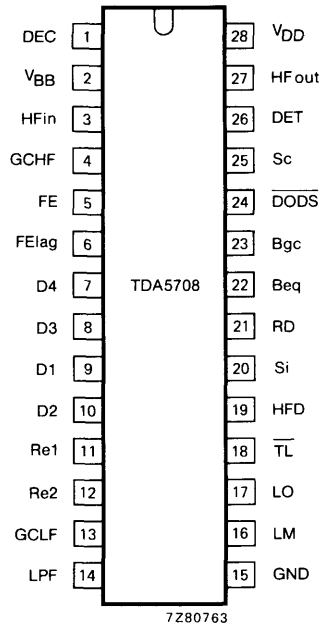 DEC 1 28 VDD
VBB 2 27 HFout
HFin 3 26 DET
GCHF 4 25 Sc
FE 5 24 DODS
FElag 6 23 Bgc
D4 7 TDA5708 22 Beq
D3 8 21 RD
D1 9 20 Si
D2 10 19 HFD
Re1 11 18 TL
Re2 12 17 LO
GCLF 13 16 LM
LPF 14 15 GND
7Z80763